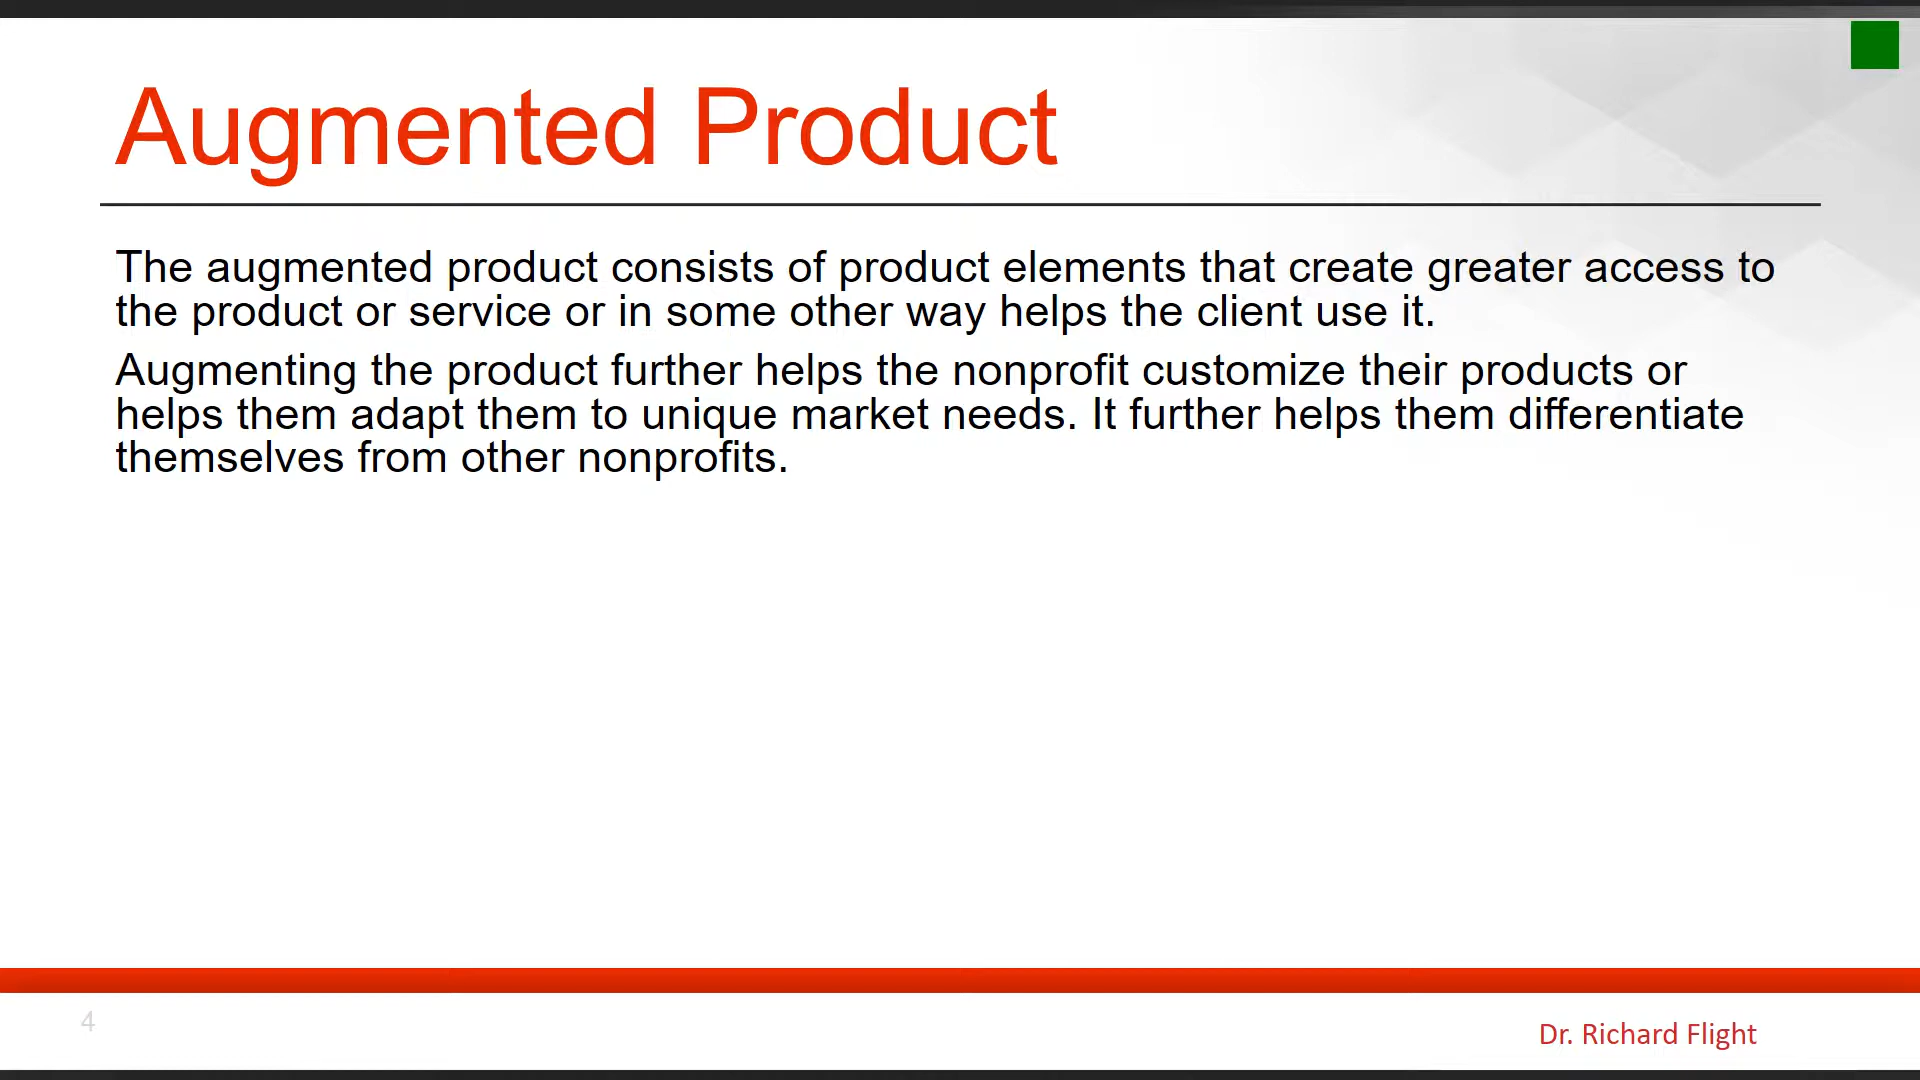 Augmented Product
The augmented product consists of product elements that create greater access to
the product or service or in some other way helps the client use it.
Augmenting the product further helps the nonprofit customize their products or
helps them adapt them to unique market needs. It further helps them differentiate
themselves from other nonprofits.
4
Dr. Richard Flight